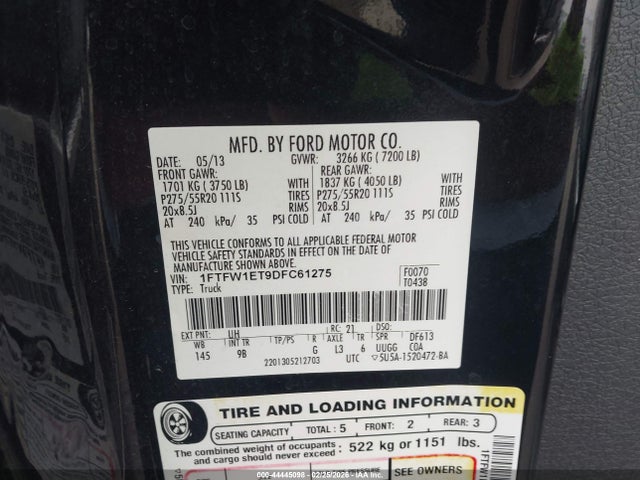 MFD. BY FORD MOTOR CO.
DATE: 05/13 GVWR: 3266 KG ( 7200 LB)
FRONT GAWR: REAR GAWR:
1701 KG ( 3750 LB) WITH 1837 KG ( 4050 LB) WITH
P275/55R20 111S TIRES P275/55R20 111S TIRES
20x8.5J RIMS 20x8.5J RIMS
AT 240 kPa/ 35 PSI COLD AT 240 kPa/ 35 PSI COLD
THIS VEHICLE CONFORMS TO ALL APPLICABLE FEDERAL MOTOR
VEHICLE SAFETY STANDARDS IN EFFECT ON THE DATE OF
MANUFACTURE SHOWN ABOVE.
VIN: 1FTFW1ET9DFC61275 F0070
TYPE: Truck T0438
EXT PNT: UH RC: 21 DSO:
WB INT TR TP/PS R AXLE TR SPR DF613
145 9B G L3 6 UUGG COA
2201305212703 UTC 5U5A-1520472-BA
TIRE AND LOADING INFORMATION
SEATING CAPACITY TOTAL : 5 FRONT: 2 REAR: 3
The combined weight of occupants and cargo should never exceed: 522 kg or 1151 lbs.
SEE OWNERS
1FTFW1
000-44445098 - 02/25/2026 - IAA Inc.